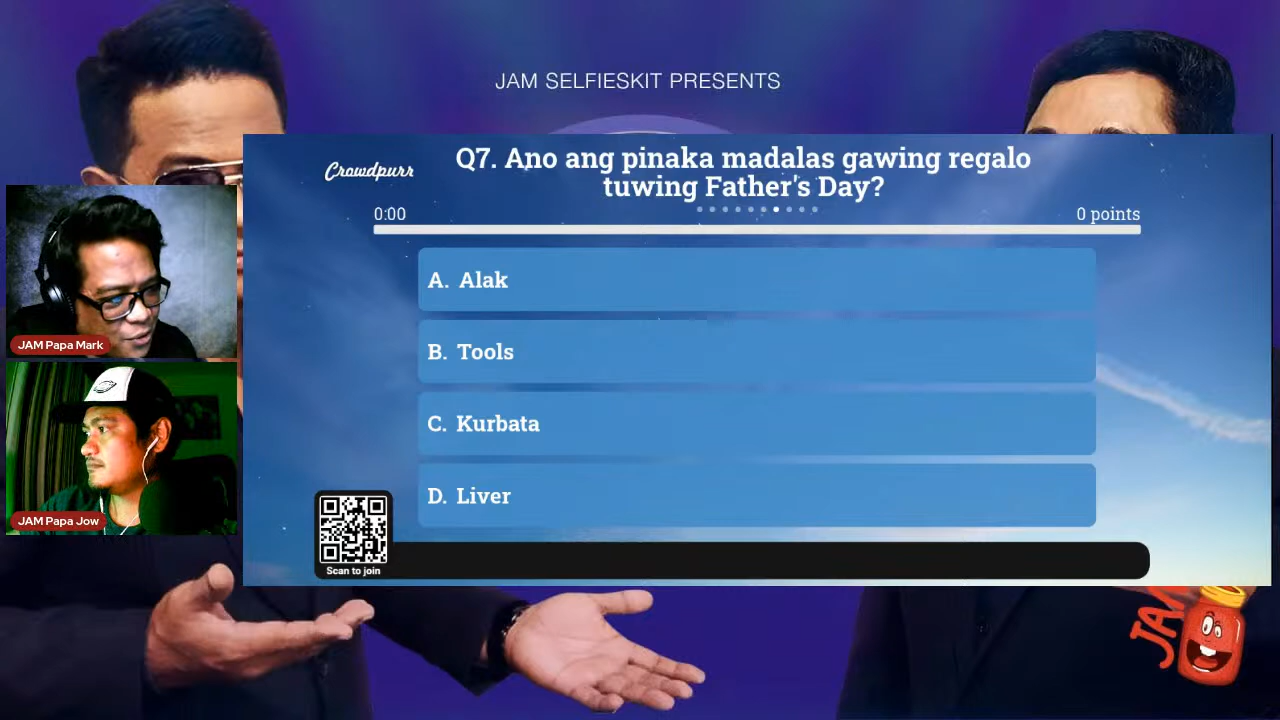 JAM SELFIESKIT PRESENTS
Crowdpurr
Q7. Ano ang pinaka madalas gawing regalo
tuwing Father's Day?
0:00
0 points
A. Alak
B. Tools
C. Kurbata
D. Liver
JAM Papa Mark
JAM Papa Jow
Scan to join
JAM